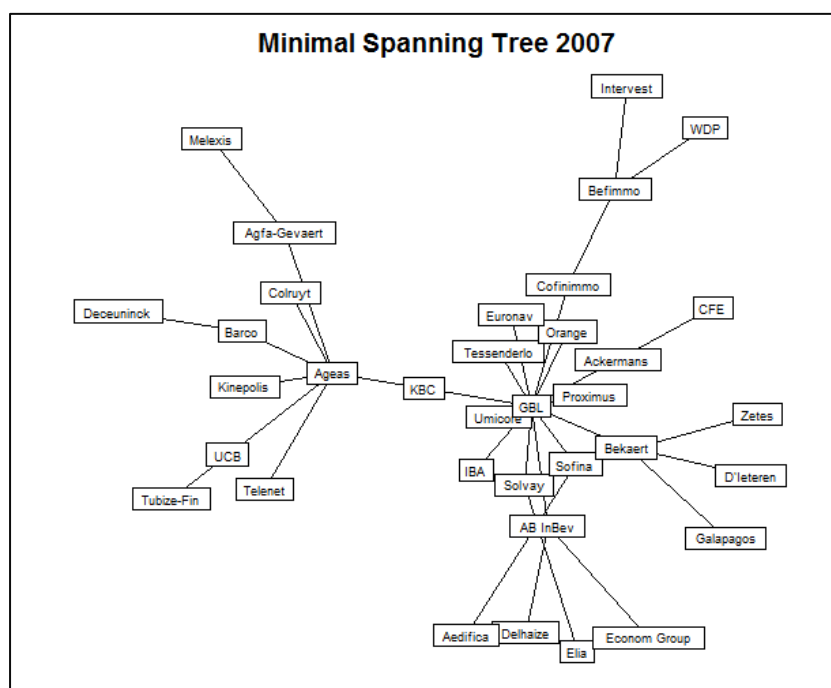 Minimal Spanning Tree 2007
Intervest
WDP
Melexis
Befimmo
Agfa-Gevaert
Cofinimmo
Colruyt
CFE
Deceuninck
Euronav
Barco
Orange
Tessenderlo
Ackermans
Ageas
Kinepolis
KBC
Proximus
GBL
Umicore
Zetes
Bekaert
UCB
Sofina
IBA
D'Ieteren
Solvay
Telenet
Tubize-Fin
AB InBev
Galapagos
Aedifica
Delhaize
Econom Group
Elia